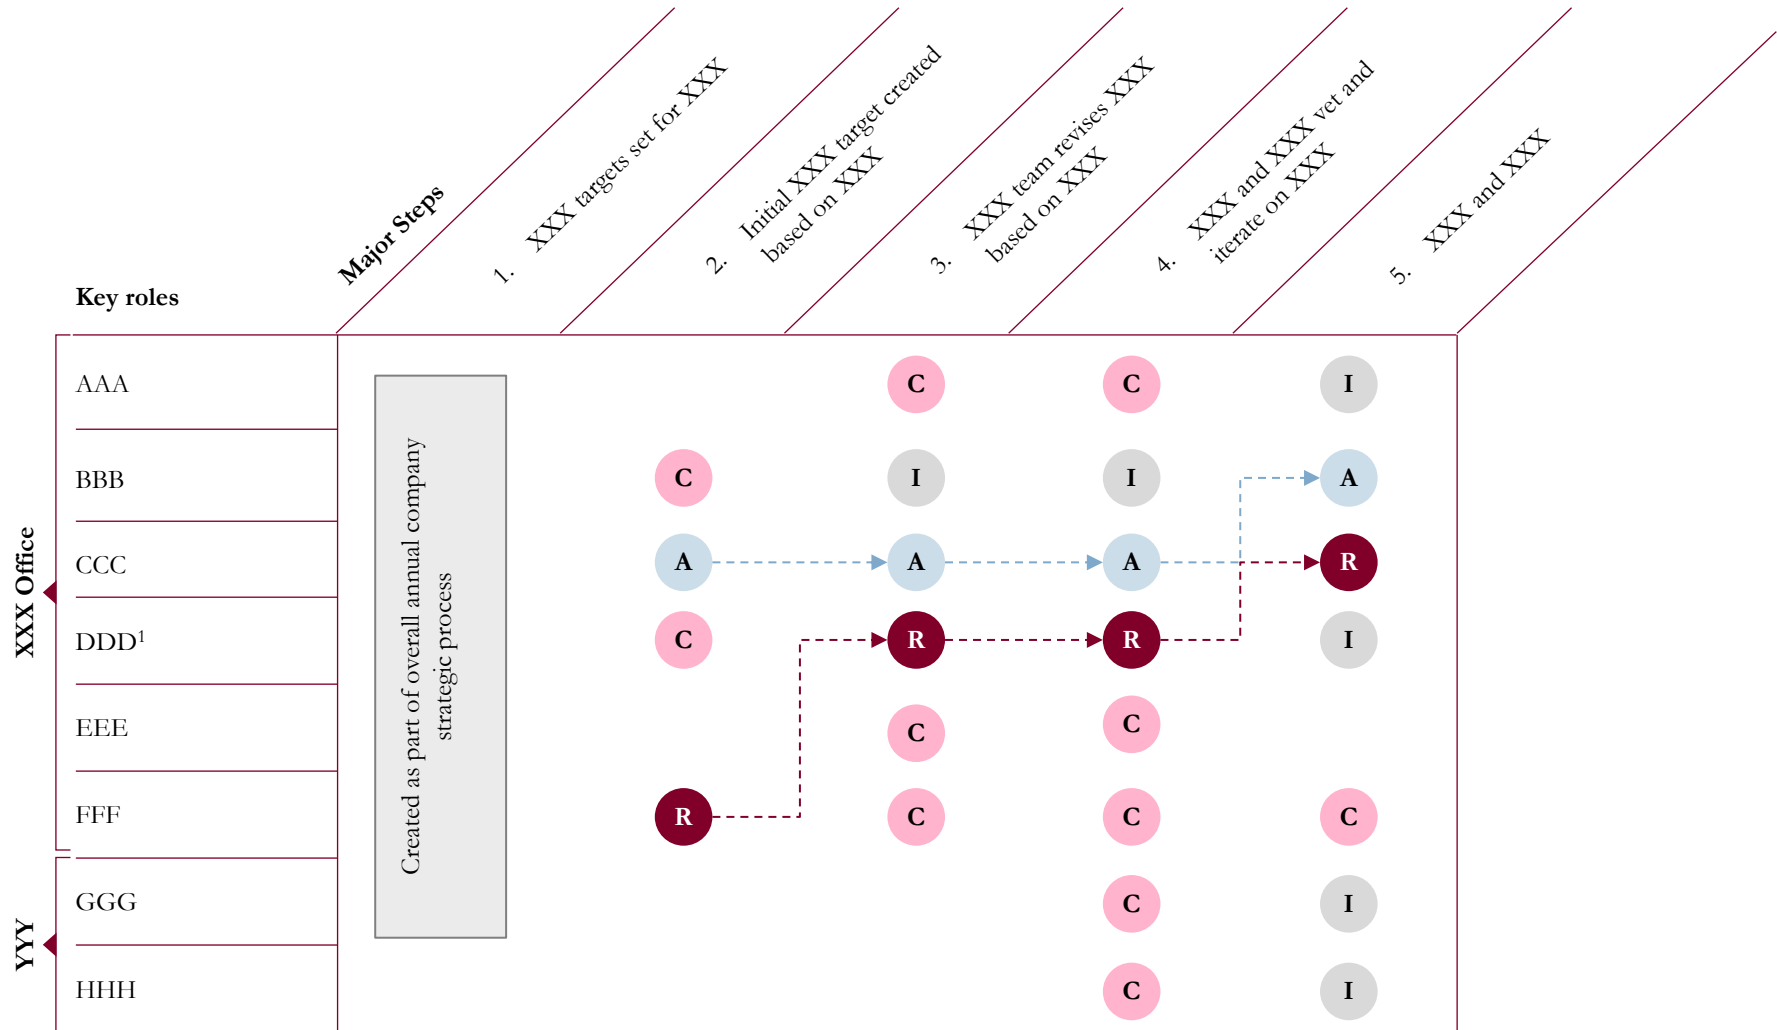 Major Steps
1. XXX targets set for XXX
2. Initial XXX target created
based on XXX
3. XXX team revises XXX
based on XXX
4. XXX and XXX vet and
iterate on XXX
5. XXX and XXX
Key roles
XXX Office
AAA
C C I
BBB
C I I A
CCC
A A A R
DDD¹
C R R I
EEE
C C
FFF
R C C C
YYY
GGG
C I
HHH
C I
Created as part of overall annual company
strategic process